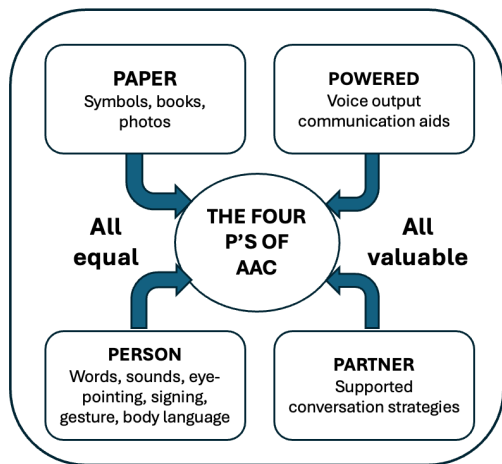 PAPER
Symbols, books,
photos
POWERED
Voice output
communication aids
All
equal
THE FOUR
P'S OF
AAC
All
valuable
PERSON
Words, sounds, eye-
pointing, signing,
gesture, body language
PARTNER
Supported
conversation strategies